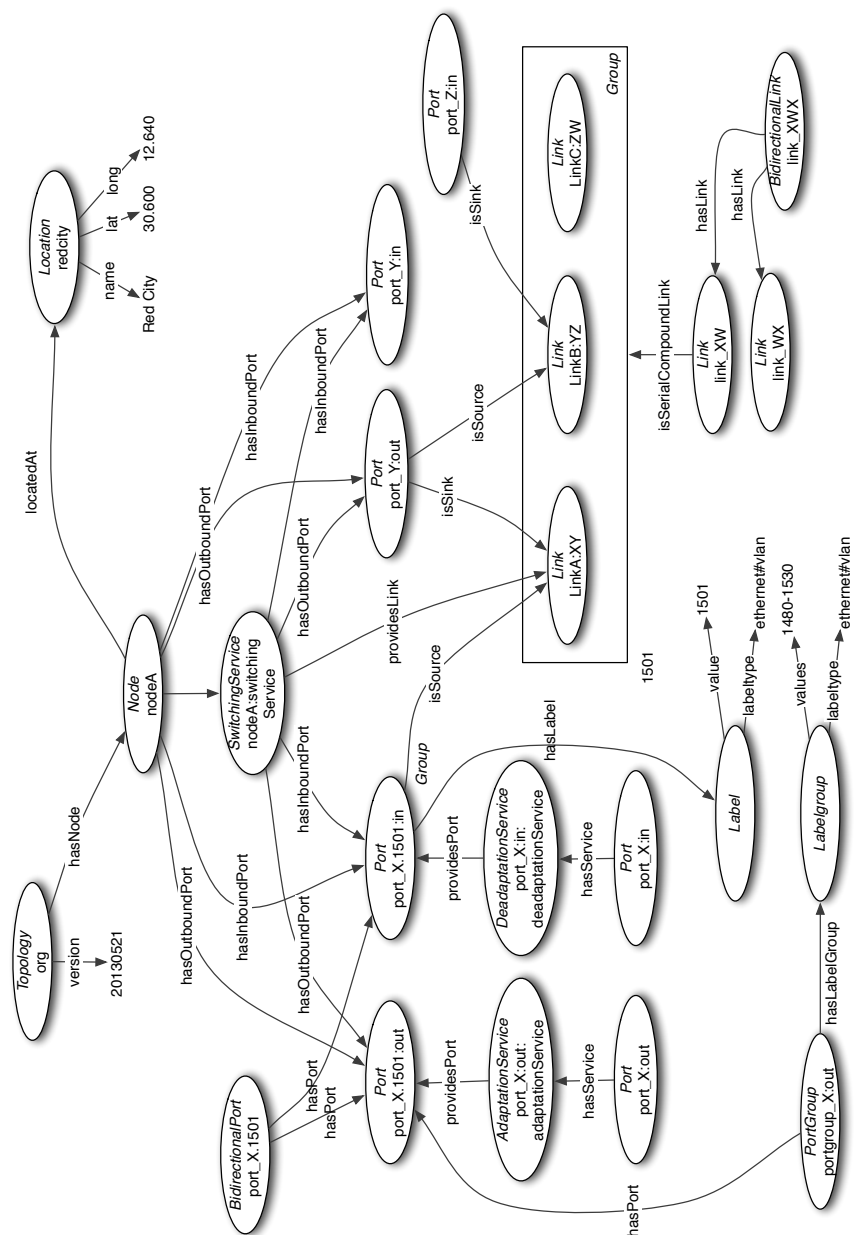 Topology
org
version
20130521
hasNode
Node
nodeA
locatedAt
Location
redcity
name
Red City
lat
30.600
long
12.640
BidirectionalPort
port_X.1501
hasPort
hasPort
hasOutboundPort
hasInboundPort
SwitchingService
nodeA:switching
Service
hasOutboundPort
hasInboundPort
hasOutboundPort
hasInboundPort
hasOutboundPort
hasInboundPort
providesLink
Port
port_X.1501:out
Port
port_X.1501:in
Port
port_Y:out
Port
port_Y:in
Port
port_Z:in
isSource
isSink
isSource
isSink
Group
hasLabel
providesPort
providesPort
AdaptationService
port_X:out:
adaptationService
DeadaptationService
port_X:in:
deadaptationService
hasService
hasService
Port
port_X:out
Port
port_X:in
Link
LinkA:XY
Link
LinkB:YZ
Link
LinkC:ZW
Group
1501
isSerialCompoundLink
Link
link_XW
Link
link_WX
hasLink
hasLink
BidirectionalLink
link_XWX
Label
value
1501
labeltype
ethernet#vlan
hasPort
PortGroup
portgroup_X:out
hasLabelGroup
Labelgroup
values
1480-1530
labeltype
ethernet#vlan